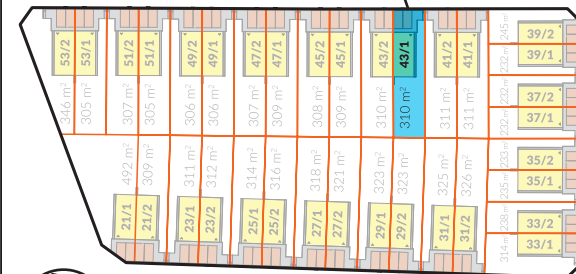 53/2 53/1 51/2 51/1 49/2 49/1 47/2 47/1 45/2 45/1 43/2 43/1 41/2 41/1
346 m² 305 m² 307 m² 305 m² 306 m² 306 m² 307 m² 309 m² 308 m² 309 m² 310 m² 310 m² 311 m² 311 m²
245 m² 39/2
232 39/1
232 m² 37/2
232 m² 37/1
233 m² 35/2
235 35/1
228 m² 33/2
314 m² 33/1
492 m² 309 m² 311 m² 312 m² 314 m² 316 m² 318 m² 321 m² 323 m² 323 m² 325 m² 326 m²
21/1 21/2 23/1 23/2 25/1 25/2 27/1 27/2 29/1 29/2 31/1 31/2